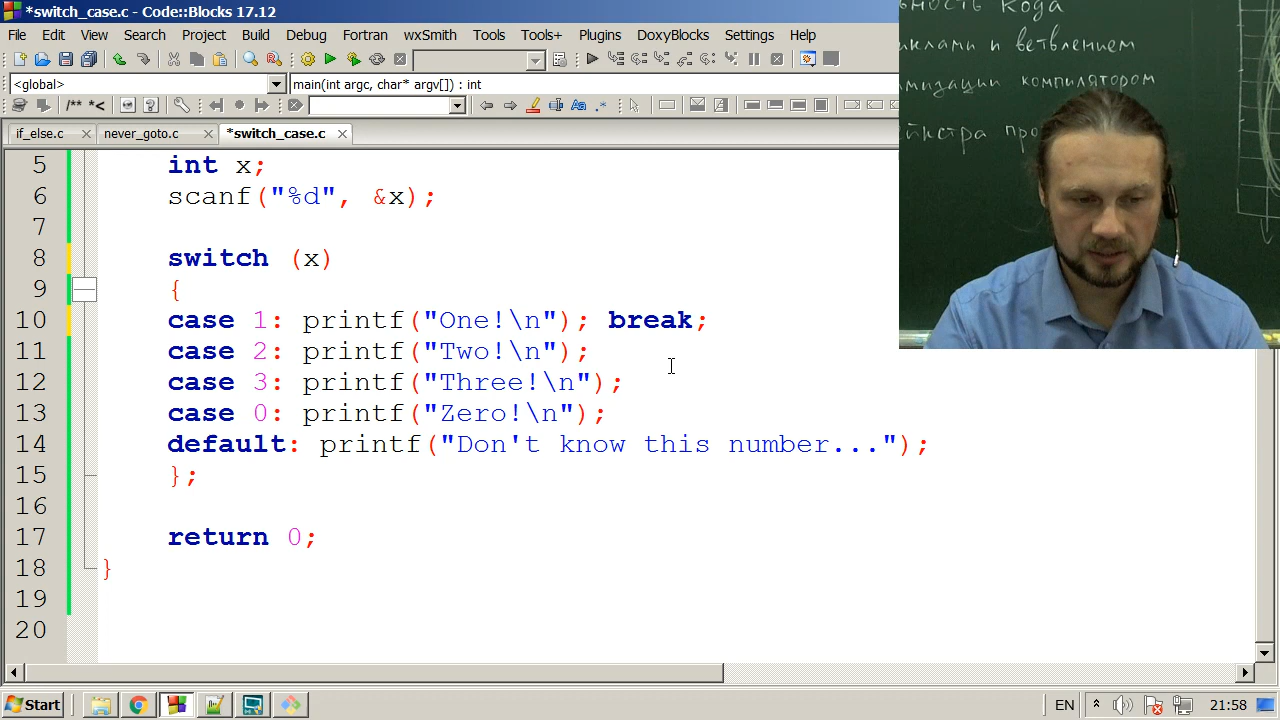 *switch_case.c - Code::Blocks 17.12
File Edit View Search Project Build Debug Fortran wxSmith Tools Tools+ Plugins DoxyBlocks Settings Help
<global> main(int argc, char* argv[]) : int
/** *<
if_else.c never_goto.c *switch_case.c
5 int x;
6 scanf("%d", &x);
7
8 switch (x)
9 {
10 case 1: printf("One!\n"); break;
11 case 2: printf("Two!\n");
12 case 3: printf("Three!\n");
13 case 0: printf("Zero!\n");
14 default: printf("Don't know this number...");
15 };
16
17 return 0;
18 }
19
20
кода
и ветвлением
компилятором
Start EN 21:58